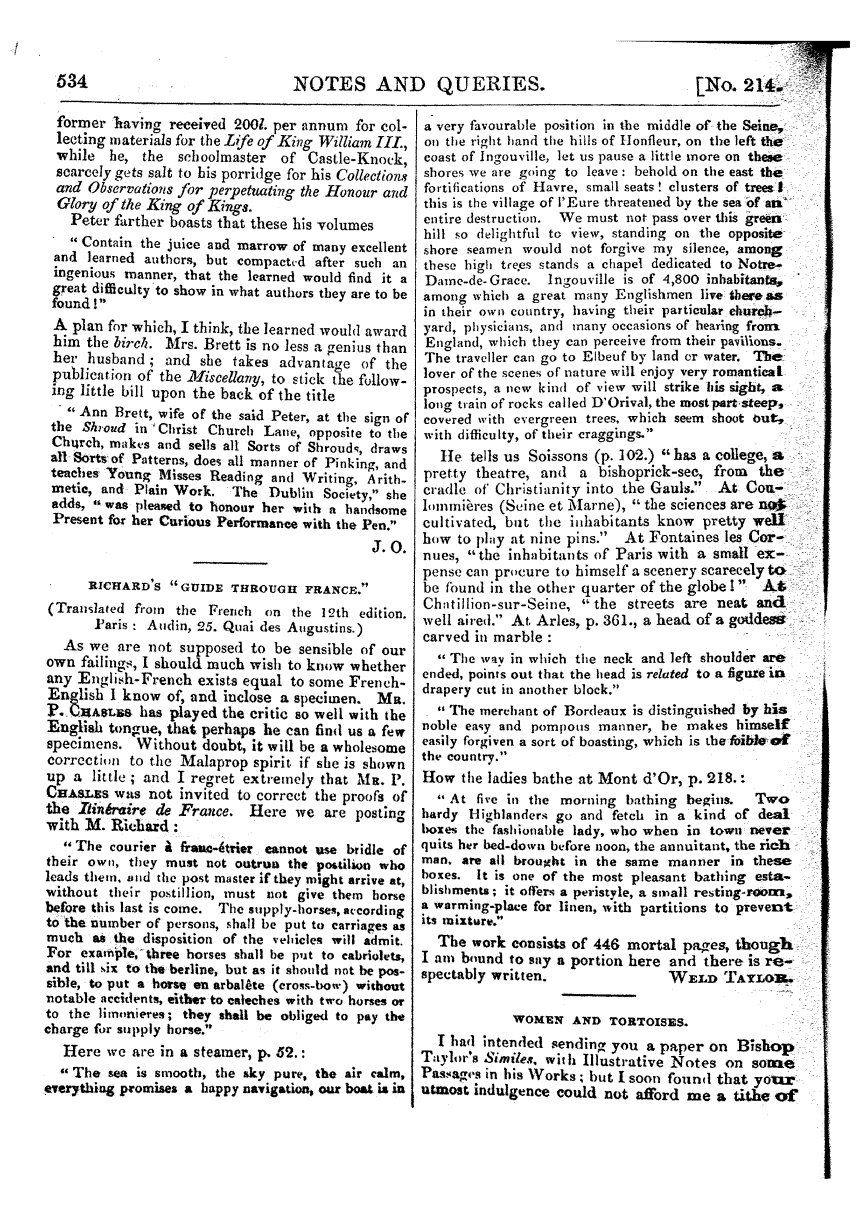 534 NOTES AND QUERIES. [No. 214.
former having received 200l. per annum for col-
lecting materials for the Life of King William III.,
while he, the schoolmaster of Castle-Knock,
scarcely gets salt to his porridge for his Collections
and Observations for perpetuating the Honour and
Glory of the King of Kings.
Peter farther boasts that these his volumes
"Contain the juice and marrow of many excellent
and learned authors, but compacted after such an
ingenious manner, that the learned would find it a
great difficulty to show in what authors they are to be
found!"
A plan for which, I think, the learned would award
him the birch. Mrs. Brett is no less a genius than
her husband; and she takes advantage of the
publication of the Miscellany, to stick the follow-
ing little bill upon the back of the title
"Ann Brett, wife of the said Peter, at the sign of
the Shroud in Christ Church Lane, opposite to the
Church, makes and sells all Sorts of Shrouds, draws
all Sorts of Patterns, does all manner of Pinking, and
teaches Young Misses Reading and Writing, Arith-
metic, and Plain Work. The Dublin Society," she
adds, "was pleased to honour her with a handsome
Present for her Curious Performance with the Pen."
J. O.
RICHARD'S "GUIDE THROUGH FRANCE."
(Translated from the French on the 12th edition.
Paris: Audin, 25. Quai des Augustins.)
As we are not supposed to be sensible of our
own failings, I should much wish to know whether
any English-French exists equal to some French-
English I know of, and inclose a specimen. MR.
P. CHASLES has played the critic so well with the
English tongue, that perhaps he can find us a few
specimens. Without doubt, it will be a wholesome
correction to the Malaprop spirit if she is shown
up a little; and I regret extremely that MR. P.
CHASLES was not invited to correct the proofs of
the Itinéraire de France. Here we are posting
with M. Richard:
"The courier à franc-étrier cannot use bridle of
their own, they must not outrun the postilion who
leads them, and the post master if they might arrive at,
without their postillion, must not give them horse
before this last is come. The supply-horses, according
to the number of persons, shall be put to carriages as
much as the disposition of the vehicles will admit.
For example, three horses shall be put to cabriolets,
and till six to the berline, but as it should not be pos-
sible, to put a horse en arbalête (cross-bow) without
notable accidents, either to caleches with two horses or
to the limonieres; they shall be obliged to pay the
charge for supply horse."
Here we are in a steamer, p. 52.:
"The sea is smooth, the sky pure, the air calm,
everything promises a happy navigation, our boat is in
a very favourable position in the middle of the Seine,
on the right hand the hills of Honfleur, on the left the
coast of Ingouville, let us pause a little more on these
shores we are going to leave: behold on the east the
fortifications of Havre, small seats! clusters of trees!
this is the village of l'Eure threatened by the sea of an
entire destruction. We must not pass over this green
hill so delightful to view, standing on the opposite
shore seamen would not forgive my silence, among
these high trees stands a chapel dedicated to Notre-
Dame-de-Grace. Ingouville is of 4,800 inhabitants,
among which a great many Englishmen live there as
in their own country, having their particular church-
yard, physicians, and many occasions of hearing from
England, which they can perceive from their pavilions.
The traveller can go to Elbeuf by land or water. The
lover of the scenes of nature will enjoy very romantical
prospects, a new kind of view will strike his sight, a
long train of rocks called D'Orival, the most part steep,
covered with evergreen trees, which seem shoot out,
with difficulty, of their craggings."
He tells us Soissons (p. 102.) "has a college, a
pretty theatre, and a bishoprick-see, from the
cradle of Christianity into the Gauls." At Cou-
lommières (Seine et Marne), "the sciences are not
cultivated, but the inhabitants know pretty well
how to play at nine pins." At Fontaines les Cor-
nues, "the inhabitants of Paris with a small ex-
pense can procure to himself a scenery scarecely to
be found in the other quarter of the globe!" At
Chatillion-sur-Seine, "the streets are neat and
well aired." At Arles, p. 361., a head of a goddess
carved in marble:
"The way in which the neck and left shoulder are
ended, points out that the head is related to a figure in
drapery cut in another block."
"The merchant of Bordeaux is distinguished by his
noble easy and pompous manner, he makes himself
easily forgiven a sort of boasting, which is the foible of
the country."
How the ladies bathe at Mont d'Or, p. 218.:
"At five in the morning bathing begins. Two
hardy Highlanders go and fetch in a kind of deal
boxes the fashionable lady, who when in town never
quits her bed-down before noon, the annuitant, the rich
man, are all brought in the same manner in these
boxes. It is one of the most pleasant bathing esta-
blishments; it offers a peristyle, a small resting-room,
a warming-place for linen, with partitions to prevent
its mixture."
The work consists of 446 mortal pages, though
I am bound to say a portion here and there is re-
spectably written. WELD TAYLOR.
WOMEN AND TORTOISES.
I had intended sending you a paper on Bishop
Taylor's Similes, with Illustrative Notes on some
Passages in his Works; but I soon found that your
utmost indulgence could not afford me a tithe of